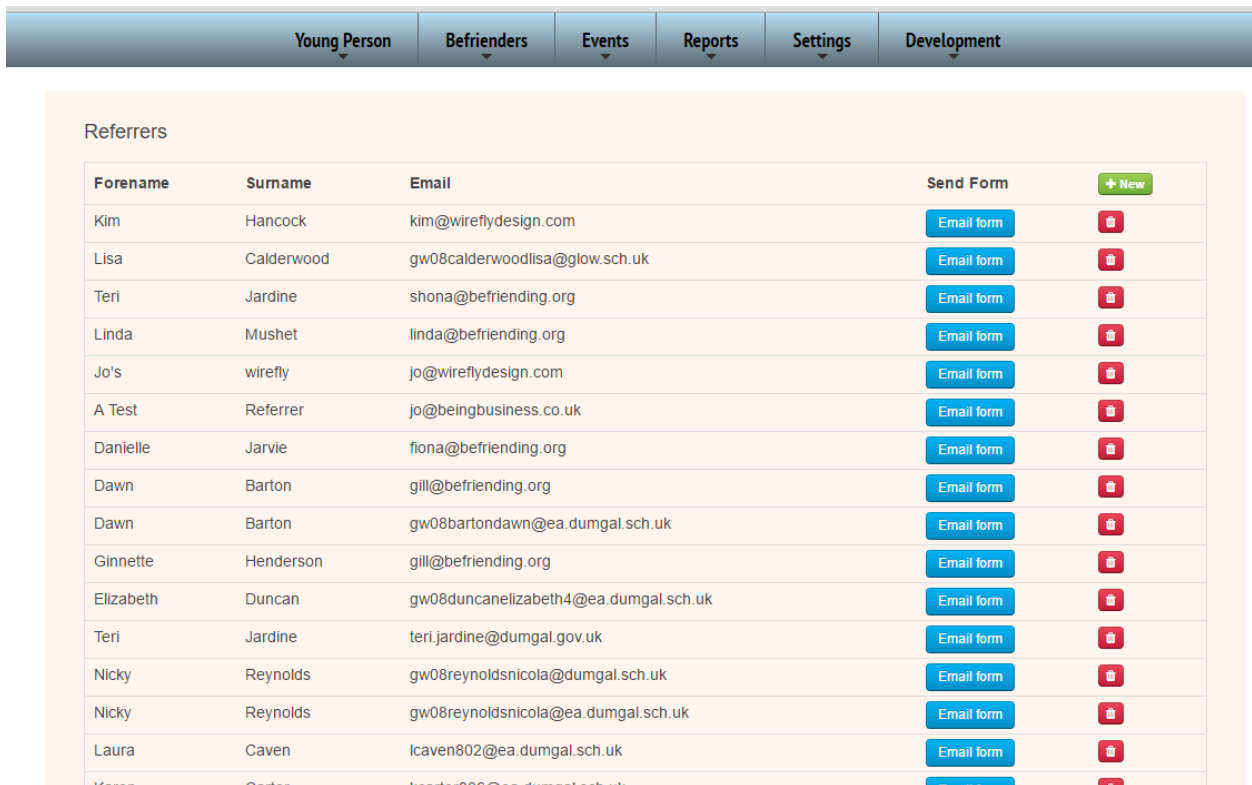 Young Person Befrienders Events Reports Settings Development
Referrers
Forename Surname Email Send Form + New
Kim Hancock kim@wireflydesign.com Email form
Lisa Calderwood gw08calderwoodlisa@glow.sch.uk Email form
Teri Jardine shona@befriending.org Email form
Linda Mushet linda@befriending.org Email form
Jo's wirefly jo@wireflydesign.com Email form
A Test Referrer jo@beingbusiness.co.uk Email form
Danielle Jarvie fiona@befriending.org Email form
Dawn Barton gill@befriending.org Email form
Dawn Barton gw08bartondawn@ea.dumgal.sch.uk Email form
Ginnette Henderson gill@befriending.org Email form
Elizabeth Duncan gw08duncanelizabeth4@ea.dumgal.sch.uk Email form
Teri Jardine teri.jardine@dumgal.gov.uk Email form
Nicky Reynolds gw08reynoldsnicola@dumgal.sch.uk Email form
Nicky Reynolds gw08reynoldsnicola@ea.dumgal.sch.uk Email form
Laura Caven lcaven802@ea.dumgal.sch.uk Email form